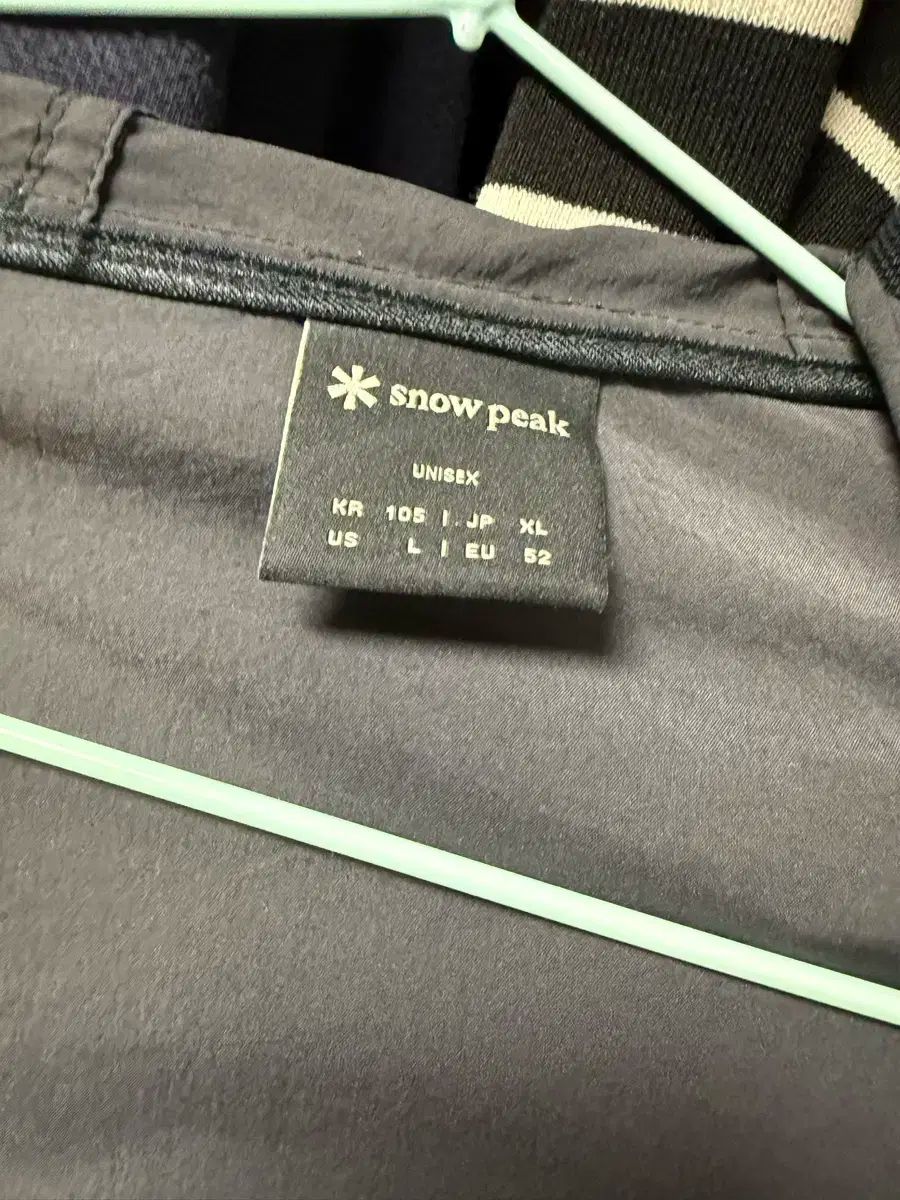 snow peak
UNISEX
KR 105 | JP XL
US L | EU 52